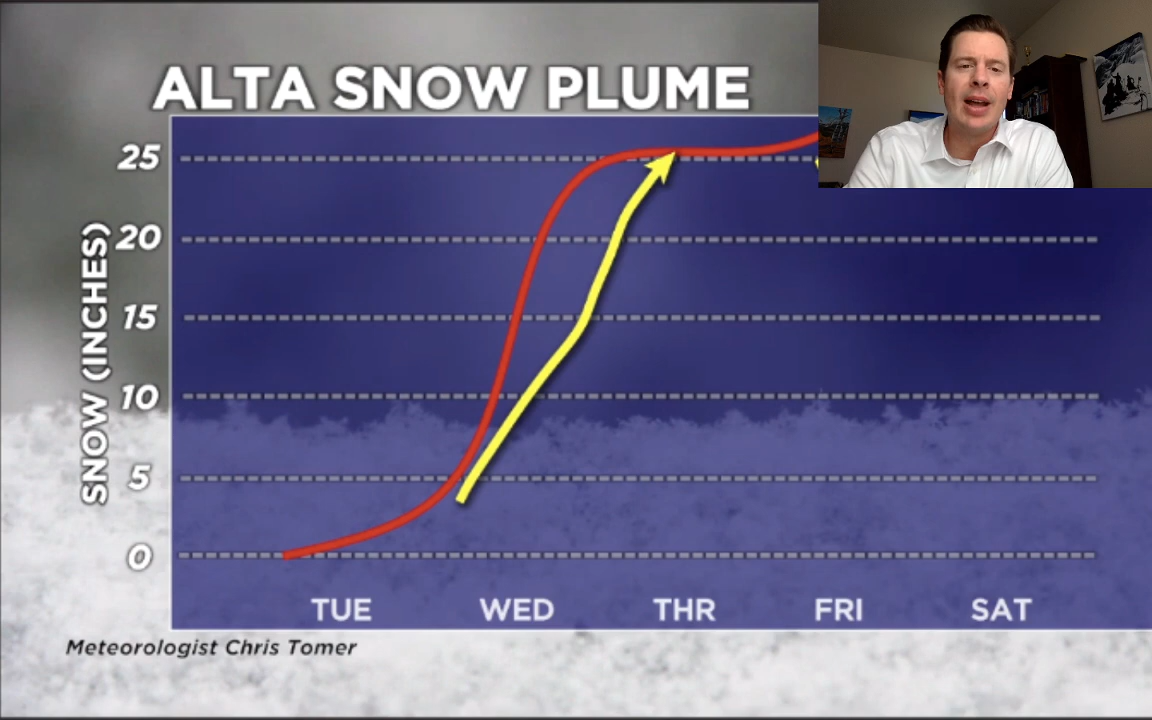 ALTA SNOW PLUME
SNOW (INCHES)
25
20
15
10
5
0
TUE WED THR FRI SAT
Meteorologist Chris Tomer